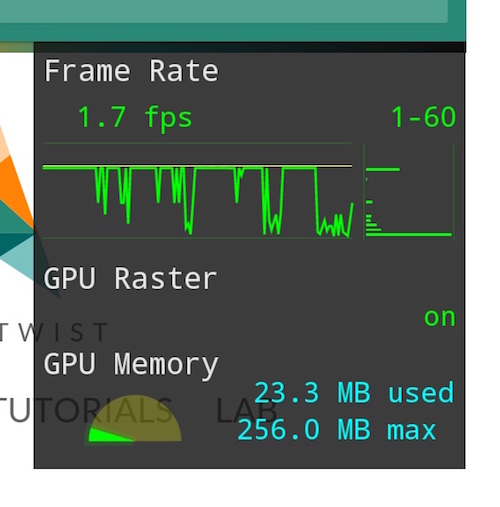 Frame Rate
1.7 fps 1-60
GPU Raster
on
TWIST
GPU Memory
23.3 MB used
TUTORIALS LAB
256.0 MB max